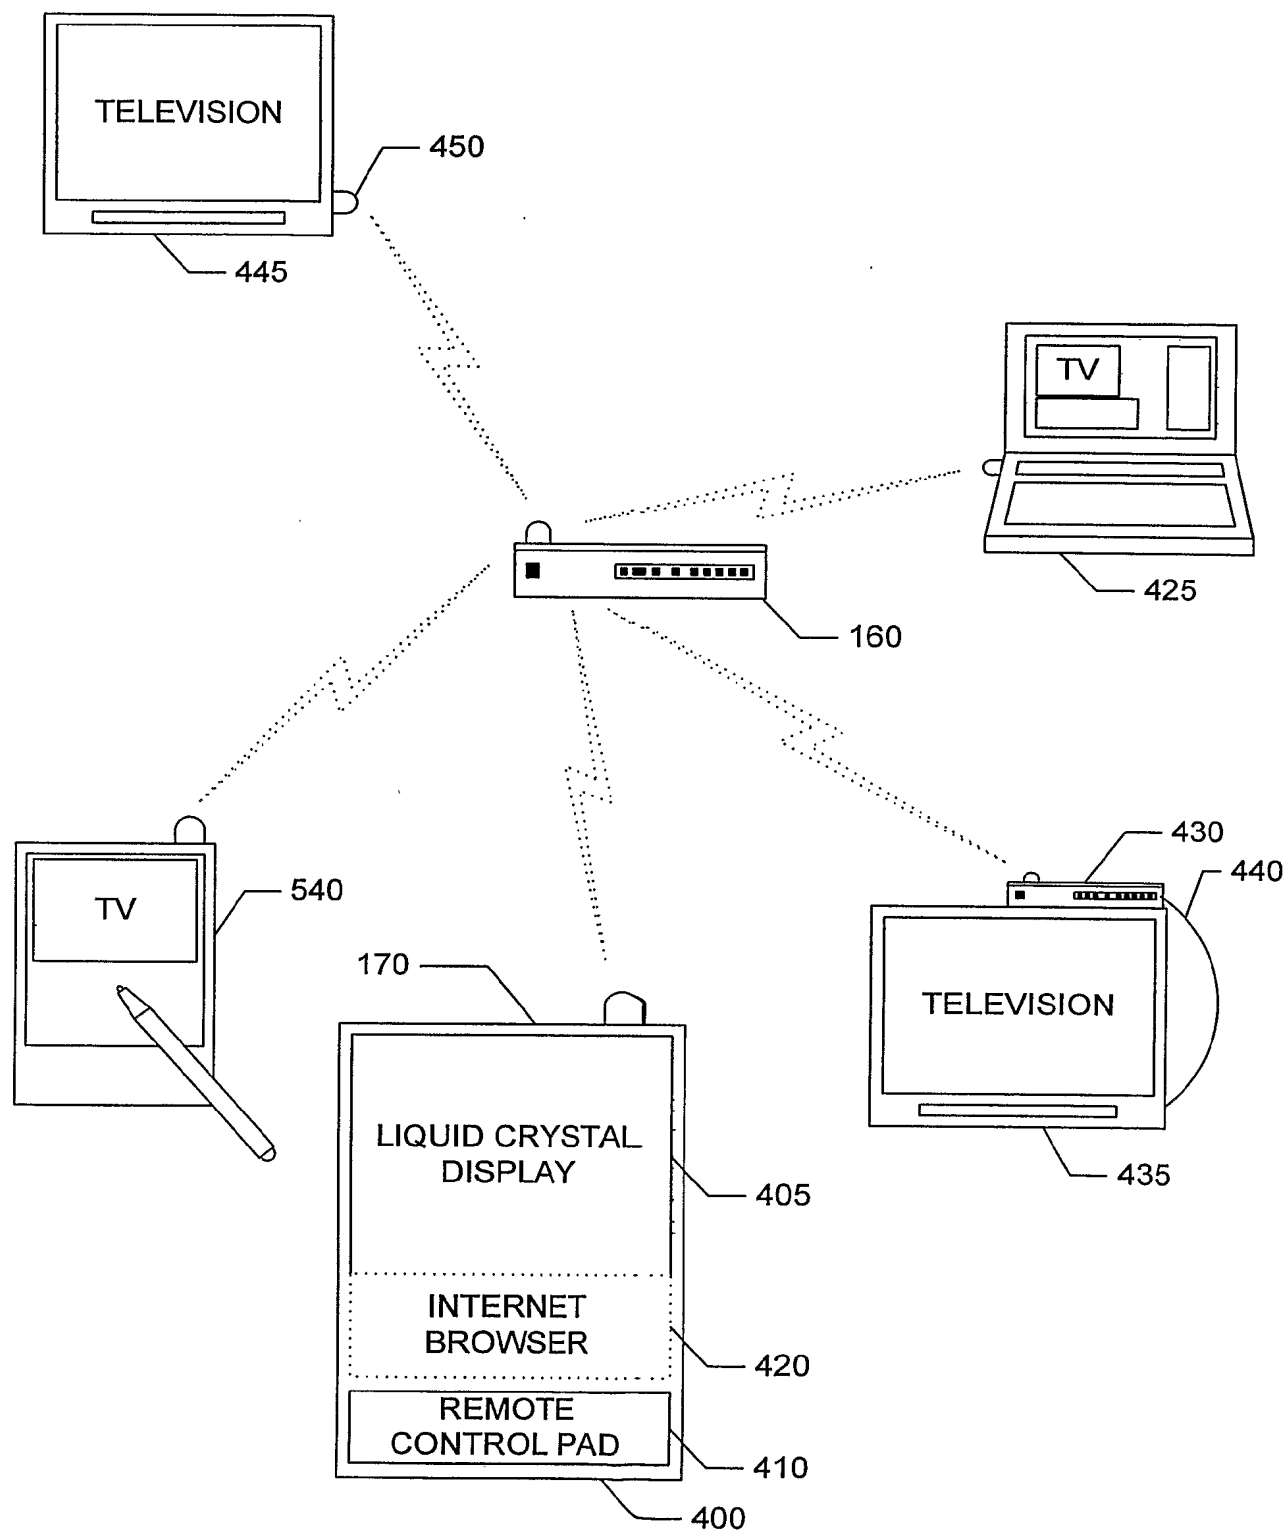 TELEVISION
450
445
TV
425
160
430
440
TV
540
170
TELEVISION
LIQUID CRYSTAL
DISPLAY
405
435
INTERNET
BROWSER
420
REMOTE
CONTROL PAD
410
400